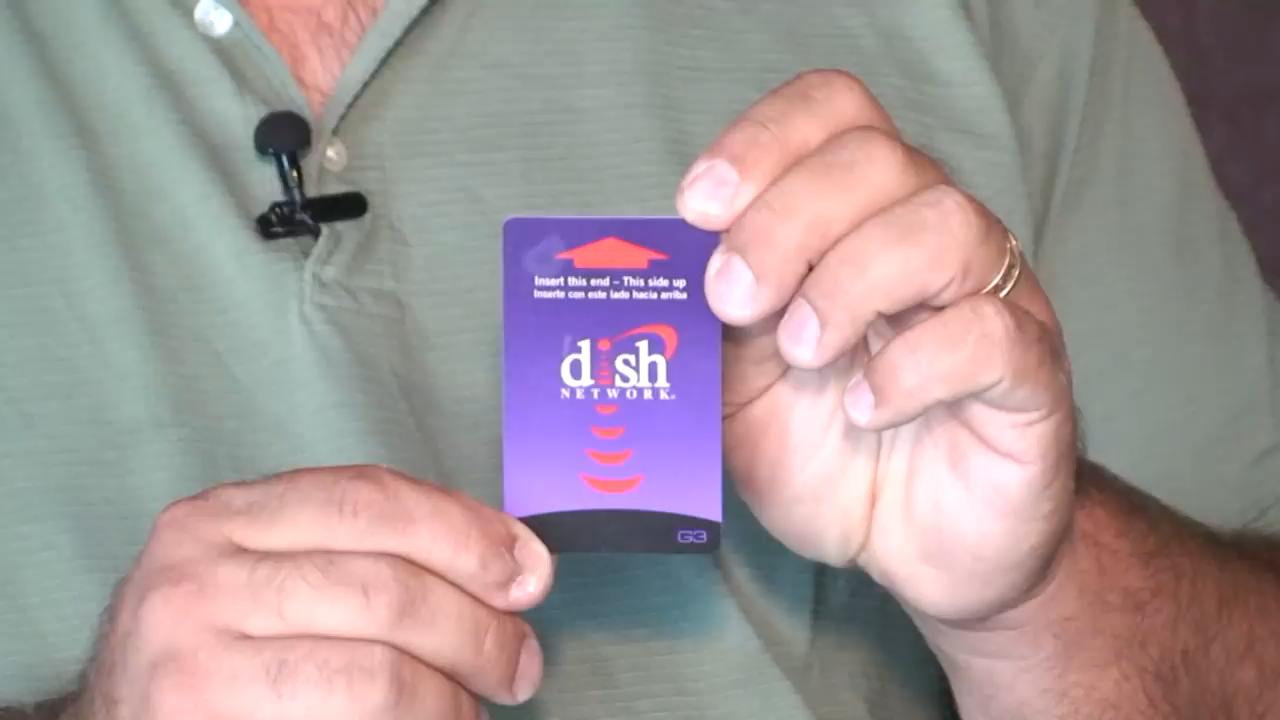 Insert this end – This side up
Inserte con este lado hacia arriba
dish
NETWORK
G3